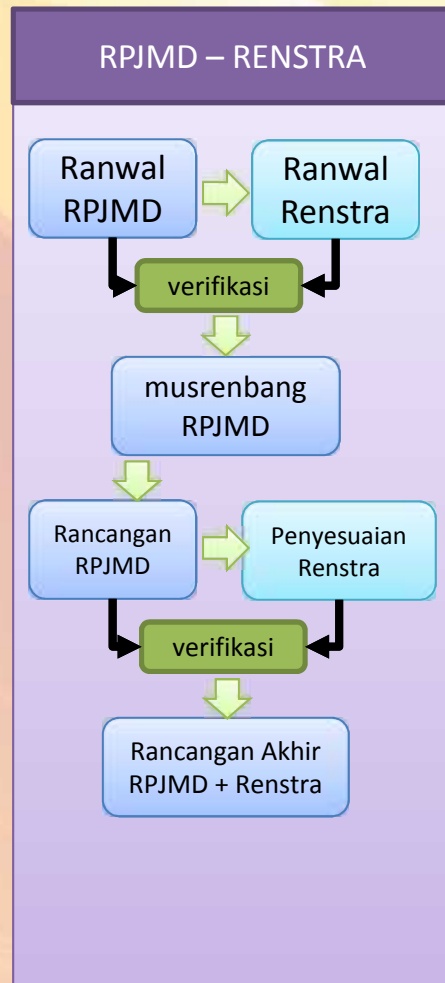 RPJMD – RENSTRA
Ranwal
RPJMD
Ranwal
Renstra
verifikasi
musrenbang
RPJMD
Rancangan
RPJMD
Penyesuaian
Renstra
verifikasi
Rancangan Akhir
RPJMD + Renstra